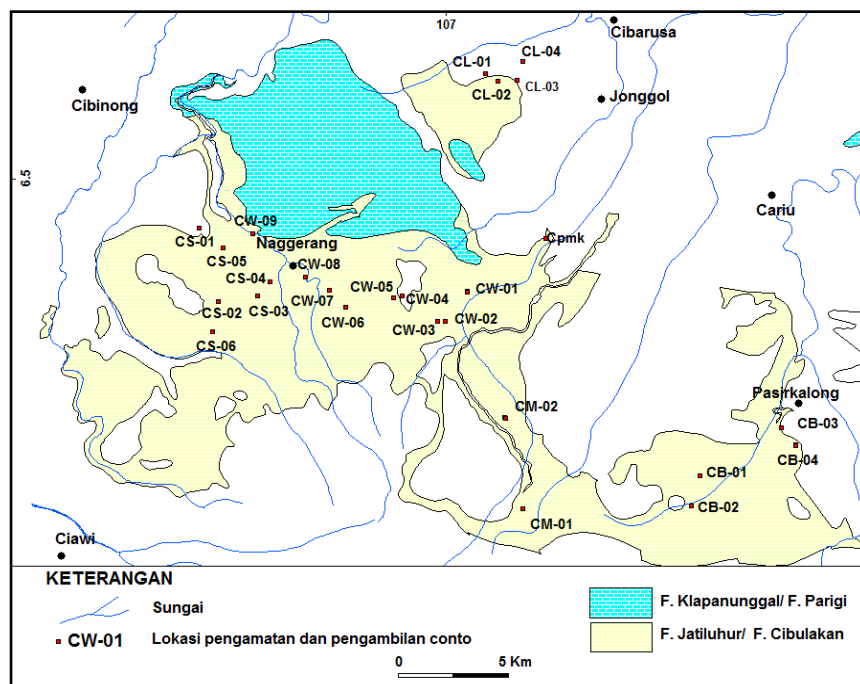 107
Cibarusa
CL-04
CL-01
CL-02
CL-03
Cibinong
Jonggol
6.5
Cariu
CW-09
CS-01
Naggerang
Cpmk
CS-05
CW-08
CS-04
CW-05
CW-04
CW-01
CW-07
CS-02
CS-03
CW-06
CW-03
CW-02
CS-06
Pasirkalong
CM-02
CB-03
CB-04
CB-01
CB-02
CM-01
Ciawi
KETERANGAN
Sungai
CW-01 Lokasi pengamatan dan pengambilan conto
F. Klapanunggal/ F. Parigi
F. Jatiluhur/ F. Cibulakan
0 5 Km